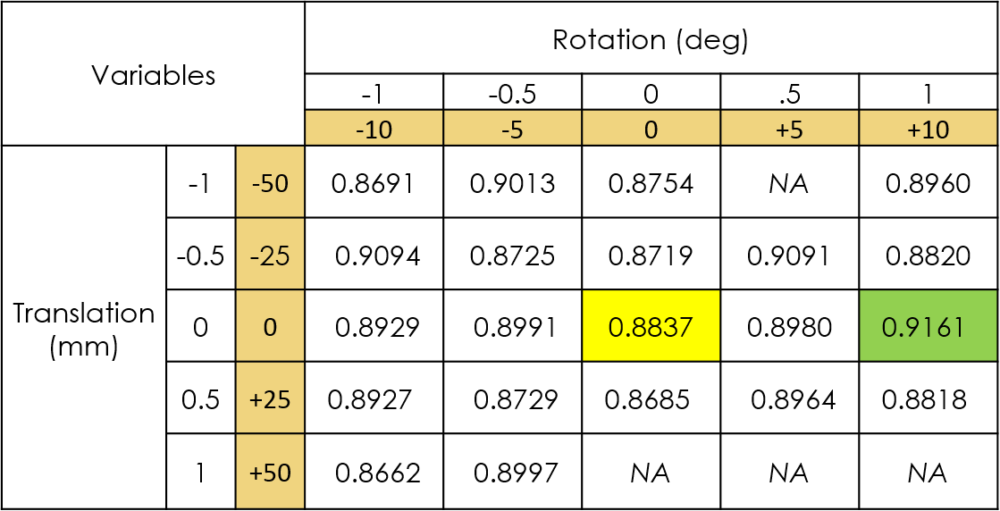 Variables
Rotation (deg)
-1 -0.5 0 .5 1
-10 -5 0 +5 +10
Translation
(mm)
-1 -50 0.8691 0.9013 0.8754 NA 0.8960
-0.5 -25 0.9094 0.8725 0.8719 0.9091 0.8820
0 0 0.8929 0.8991 0.8837 0.8980 0.9161
0.5 +25 0.8927 0.8729 0.8685 0.8964 0.8818
1 +50 0.8662 0.8997 NA NA NA